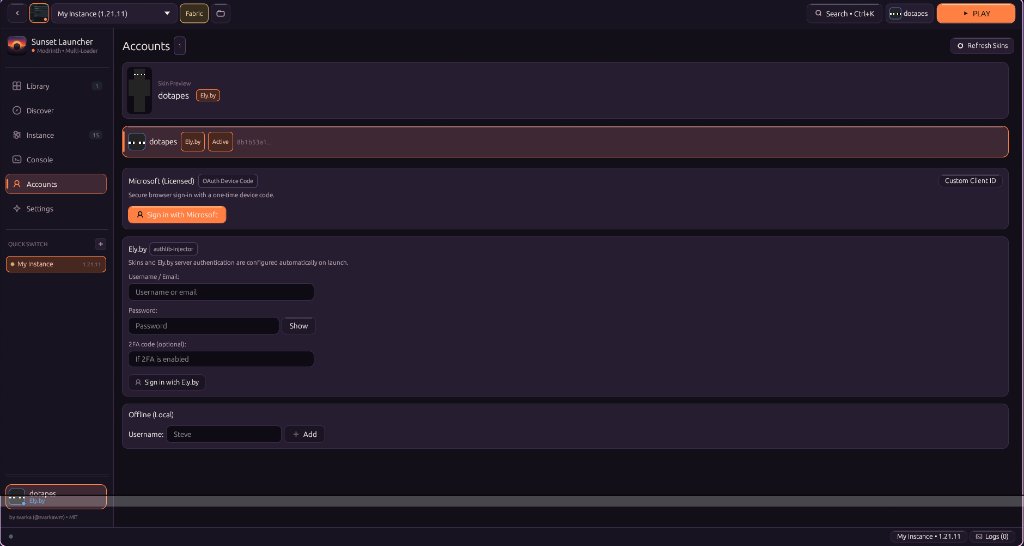 My Instance (1.21.11)
Fabric
Search • Ctrl+K
dotapes
PLAY
Sunset Launcher
Modrinth • Multi-Loader
Library
1
Discover
Instance
15
Console
Accounts
Settings
QUICK SWITCH
+
My Instance
1.21.11
dotapes
Ely.by
Accounts
1
Refresh Skins
Skin Preview
dotapes
Ely.by
dotapes
Ely.by
Active
Microsoft (Licensed)
OAuth Device Code
Custom Client ID
Secure browser sign-in with a one-time device code.
Sign in with Microsoft
Ely.by
authlib-injector
Skins and Ely.by server authentication are configured automatically on launch.
Username / Email:
Username or email
Password:
Password
Show
2FA code (optional):
If 2FA is enabled
Sign in with Ely.by
Offline (Local)
Username:
Steve
+ Add
My Instance • 1.21.11
Logs (0)